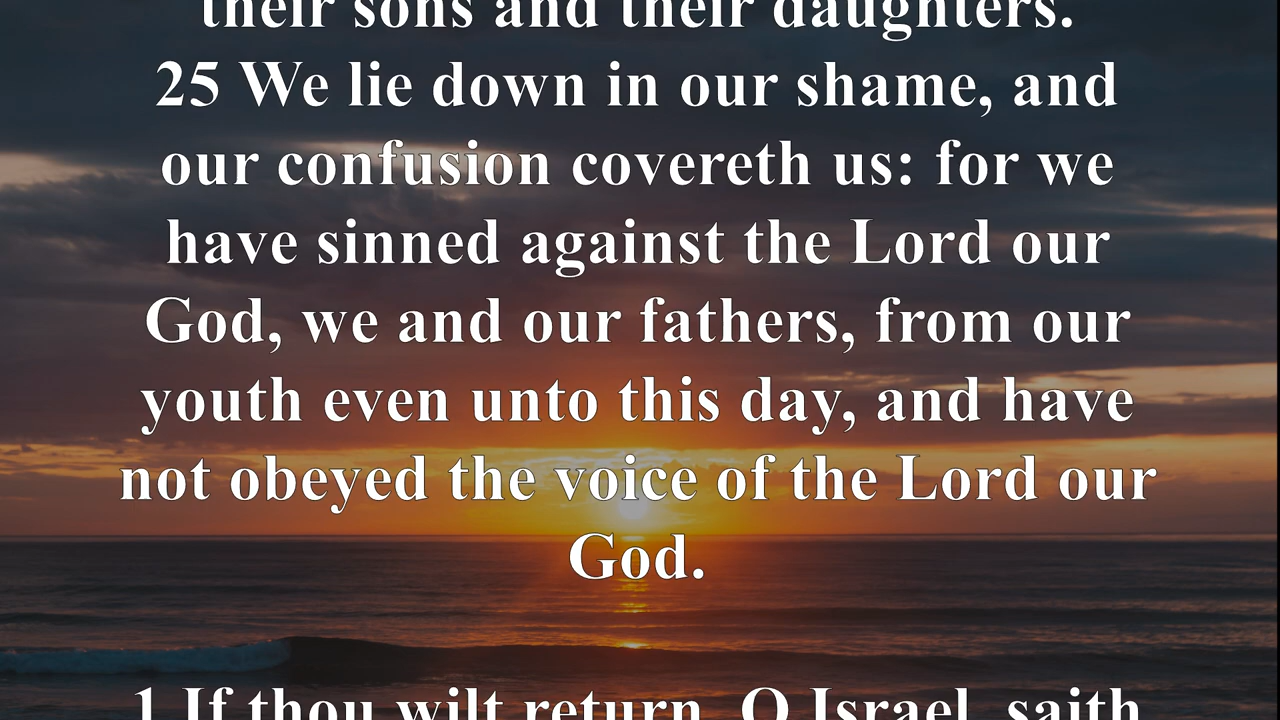 their sons and their daughters.
25 We lie down in our shame, and
our confusion covereth us: for we
have sinned against the Lord our
God, we and our fathers, from our
youth even unto this day, and have
not obeyed the voice of the Lord our
God.
1 If thou wilt return, O Israel, saith